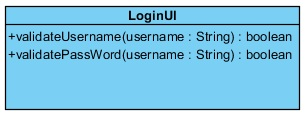 LoginUI
+validateUsername(username : String) : boolean
+validatePassWord(username : String) : boolean